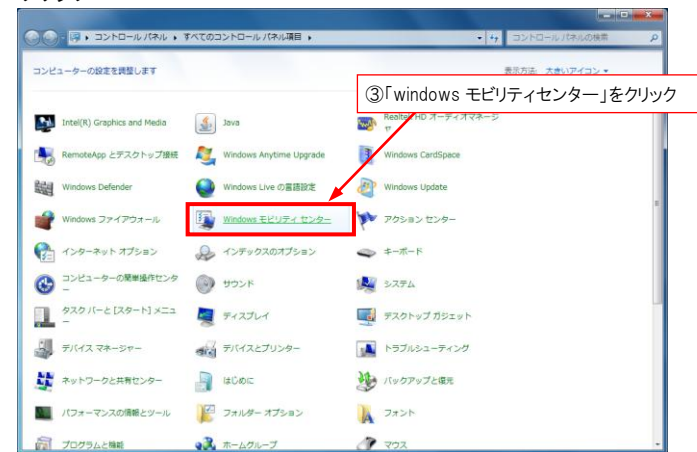 コントロール パネル ▸ すべてのコントロール パネル項目 ▸
コントロール パネルの検索
コンピューターの設定を調整します
表示方法: 大きいアイコン
③「windows モビリティセンター」をクリック
Intel(R) Graphics and Media
Java
Realtek HD オーディオマネージ
ャ
RemoteApp とデスクトップ接続
Windows Anytime Upgrade
Windows CardSpace
Windows Defender
Windows Live の言語設定
Windows Update
Windows ファイアウォール
Windows モビリティ センター
アクション センター
インターネット オプション
インデックスのオプション
キーボード
コンピューターの簡単操作センタ
ー
サウンド
システム
タスク バーと [スタート] メニュ
ー
ディスプレイ
デスクトップ ガジェット
デバイス マネージャー
デバイスとプリンター
トラブルシューティング
ネットワークと共有センター
はじめに
バックアップと復元
パフォーマンスの情報とツール
フォルダー オプション
フォント
プログラムと機能
ホームグループ
マウス